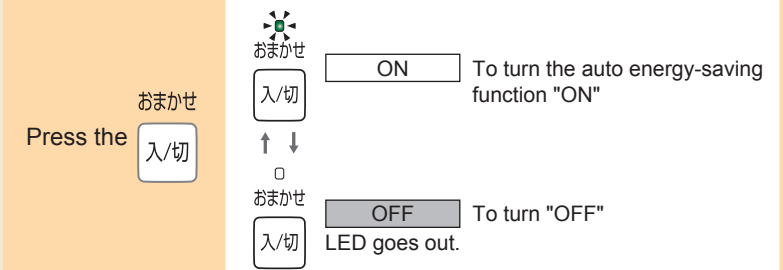 おまかせ
Press the 入/切
おまかせ
入/切
ON
To turn the auto energy-saving
function "ON"
おまかせ
入/切
OFF
To turn "OFF"
LED goes out.